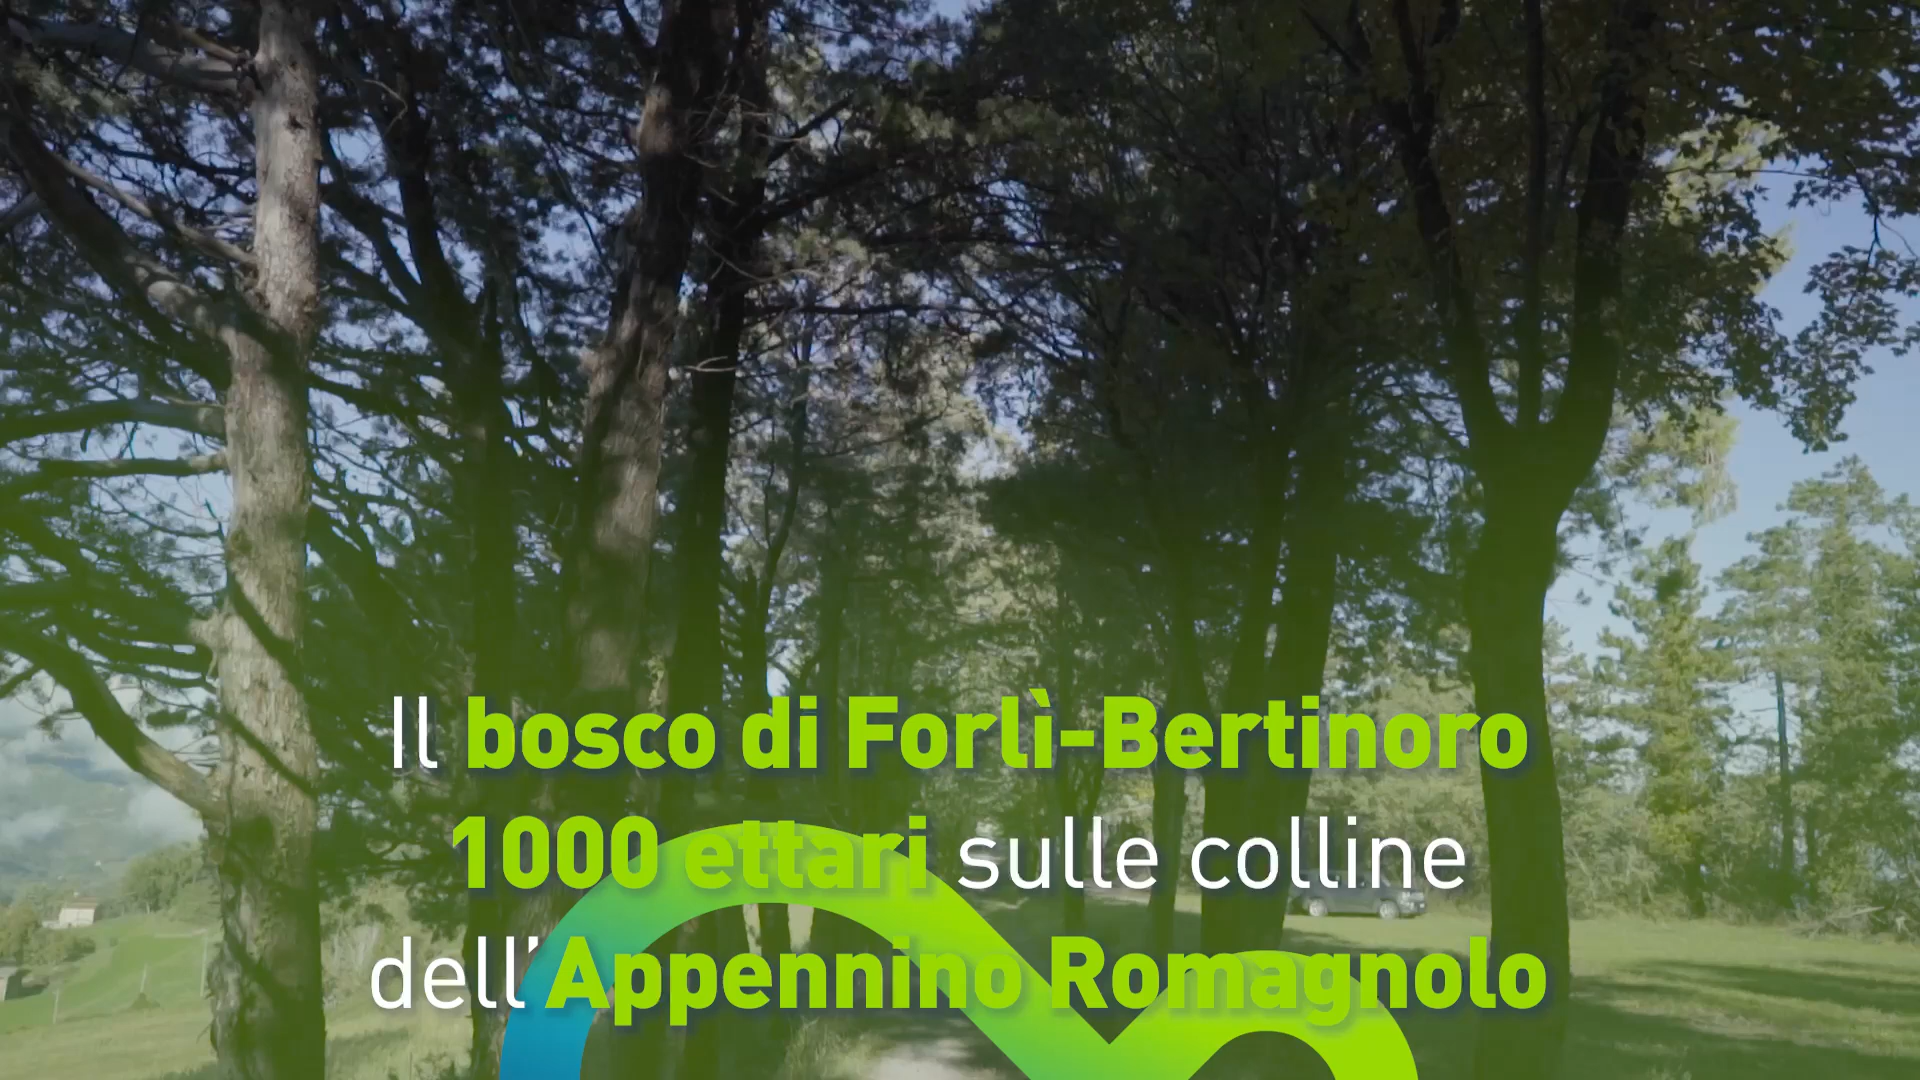 Il bosco di Forlì-Bertinoro
1000 ettari sulle colline
dell'Appennino Romagnolo